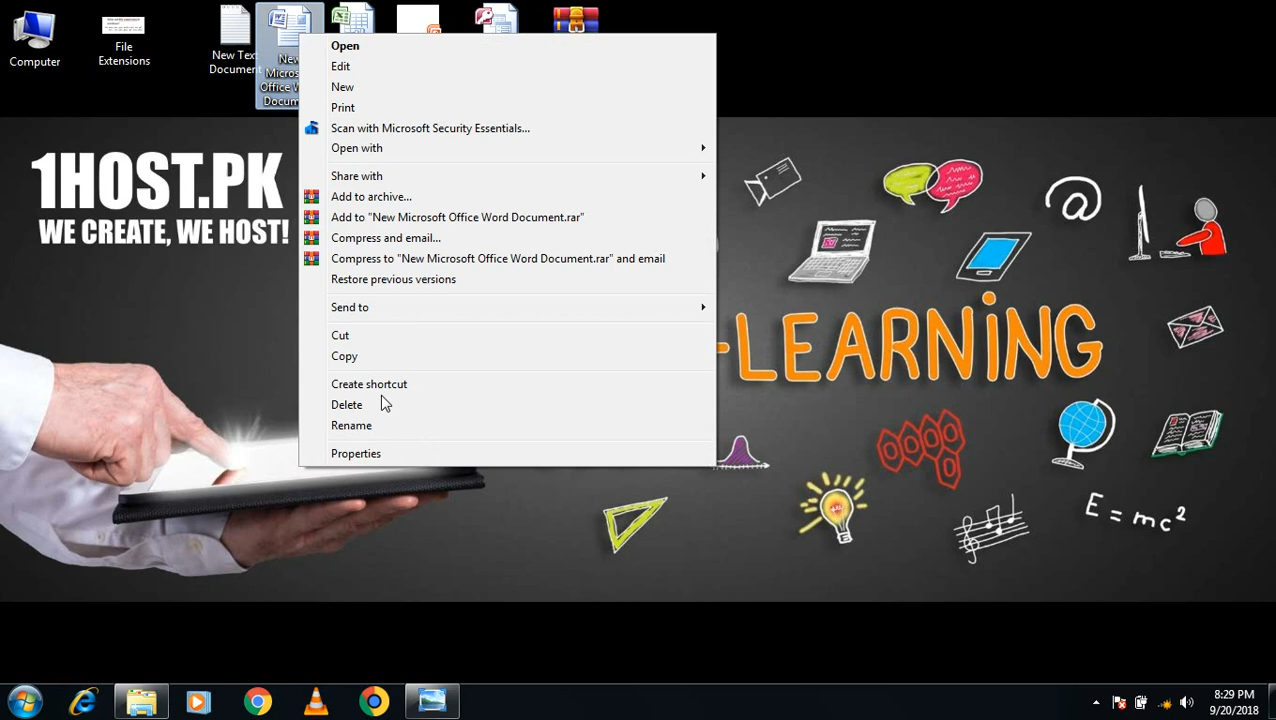 Computer
File
Extensions
New Text
Document
New
Office
Open
Edit
New
Print
Scan with Microsoft Security Essentials...
Open with
Share with
Add to archive...
Add to "New Microsoft Office Word Document.rar"
Compress and email...
Compress to "New Microsoft Office Word Document.rar" and email
Restore previous versions
Send to
Cut
Copy
Create shortcut
Delete
Rename
Properties
1HOST.PK
WE CREATE, WE HOST!
-LEARNING
@
E = mc²
8:29 PM
9/20/2018